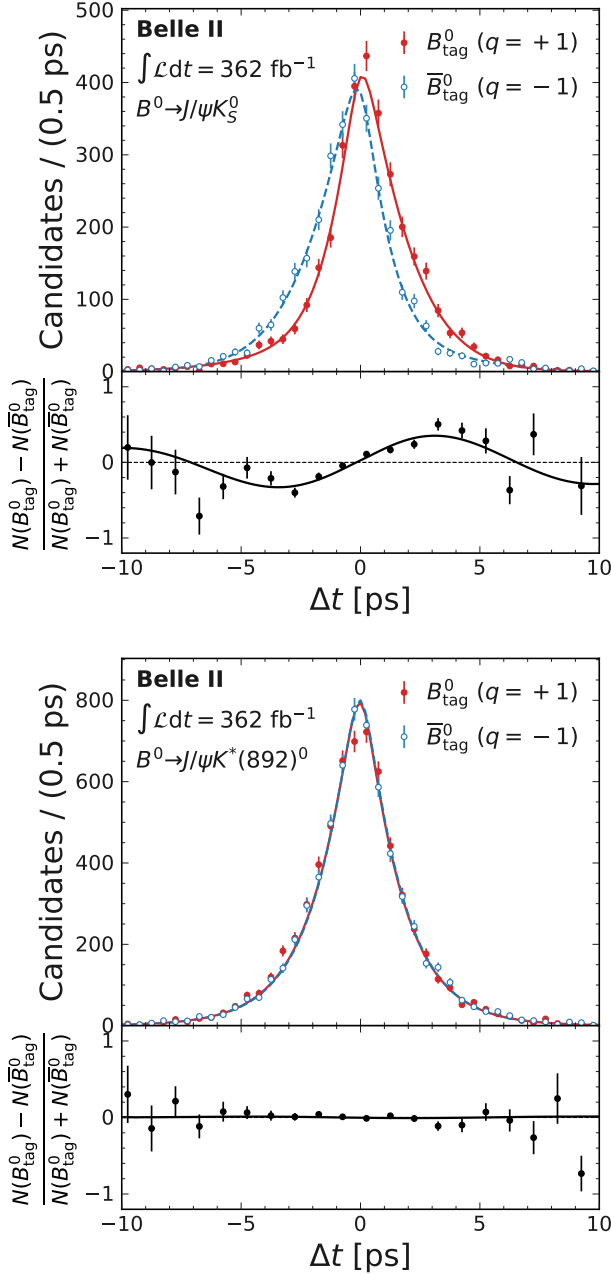 500
400
300
200
100
0
Candidates / (0.5 ps)
Belle II
∫ℒdt = 362 fb⁻¹
B⁰→J/ψK_S⁰
B⁰_tag (q = +1)
B̅⁰_tag (q = −1)
1
0
−1
N(B⁰_tag) − N(B̅⁰_tag)
N(B⁰_tag) + N(B̅⁰_tag)
−10 −5 0 5 10
Δt [ps]
800
600
400
200
0
Candidates / (0.5 ps)
Belle II
∫ℒdt = 362 fb⁻¹
B⁰→J/ψK*(892)⁰
B⁰_tag (q = +1)
B̅⁰_tag (q = −1)
1
0
−1
N(B⁰_tag) − N(B̅⁰_tag)
N(B⁰_tag) + N(B̅⁰_tag)
−10 −5 0 5 10
Δt [ps]